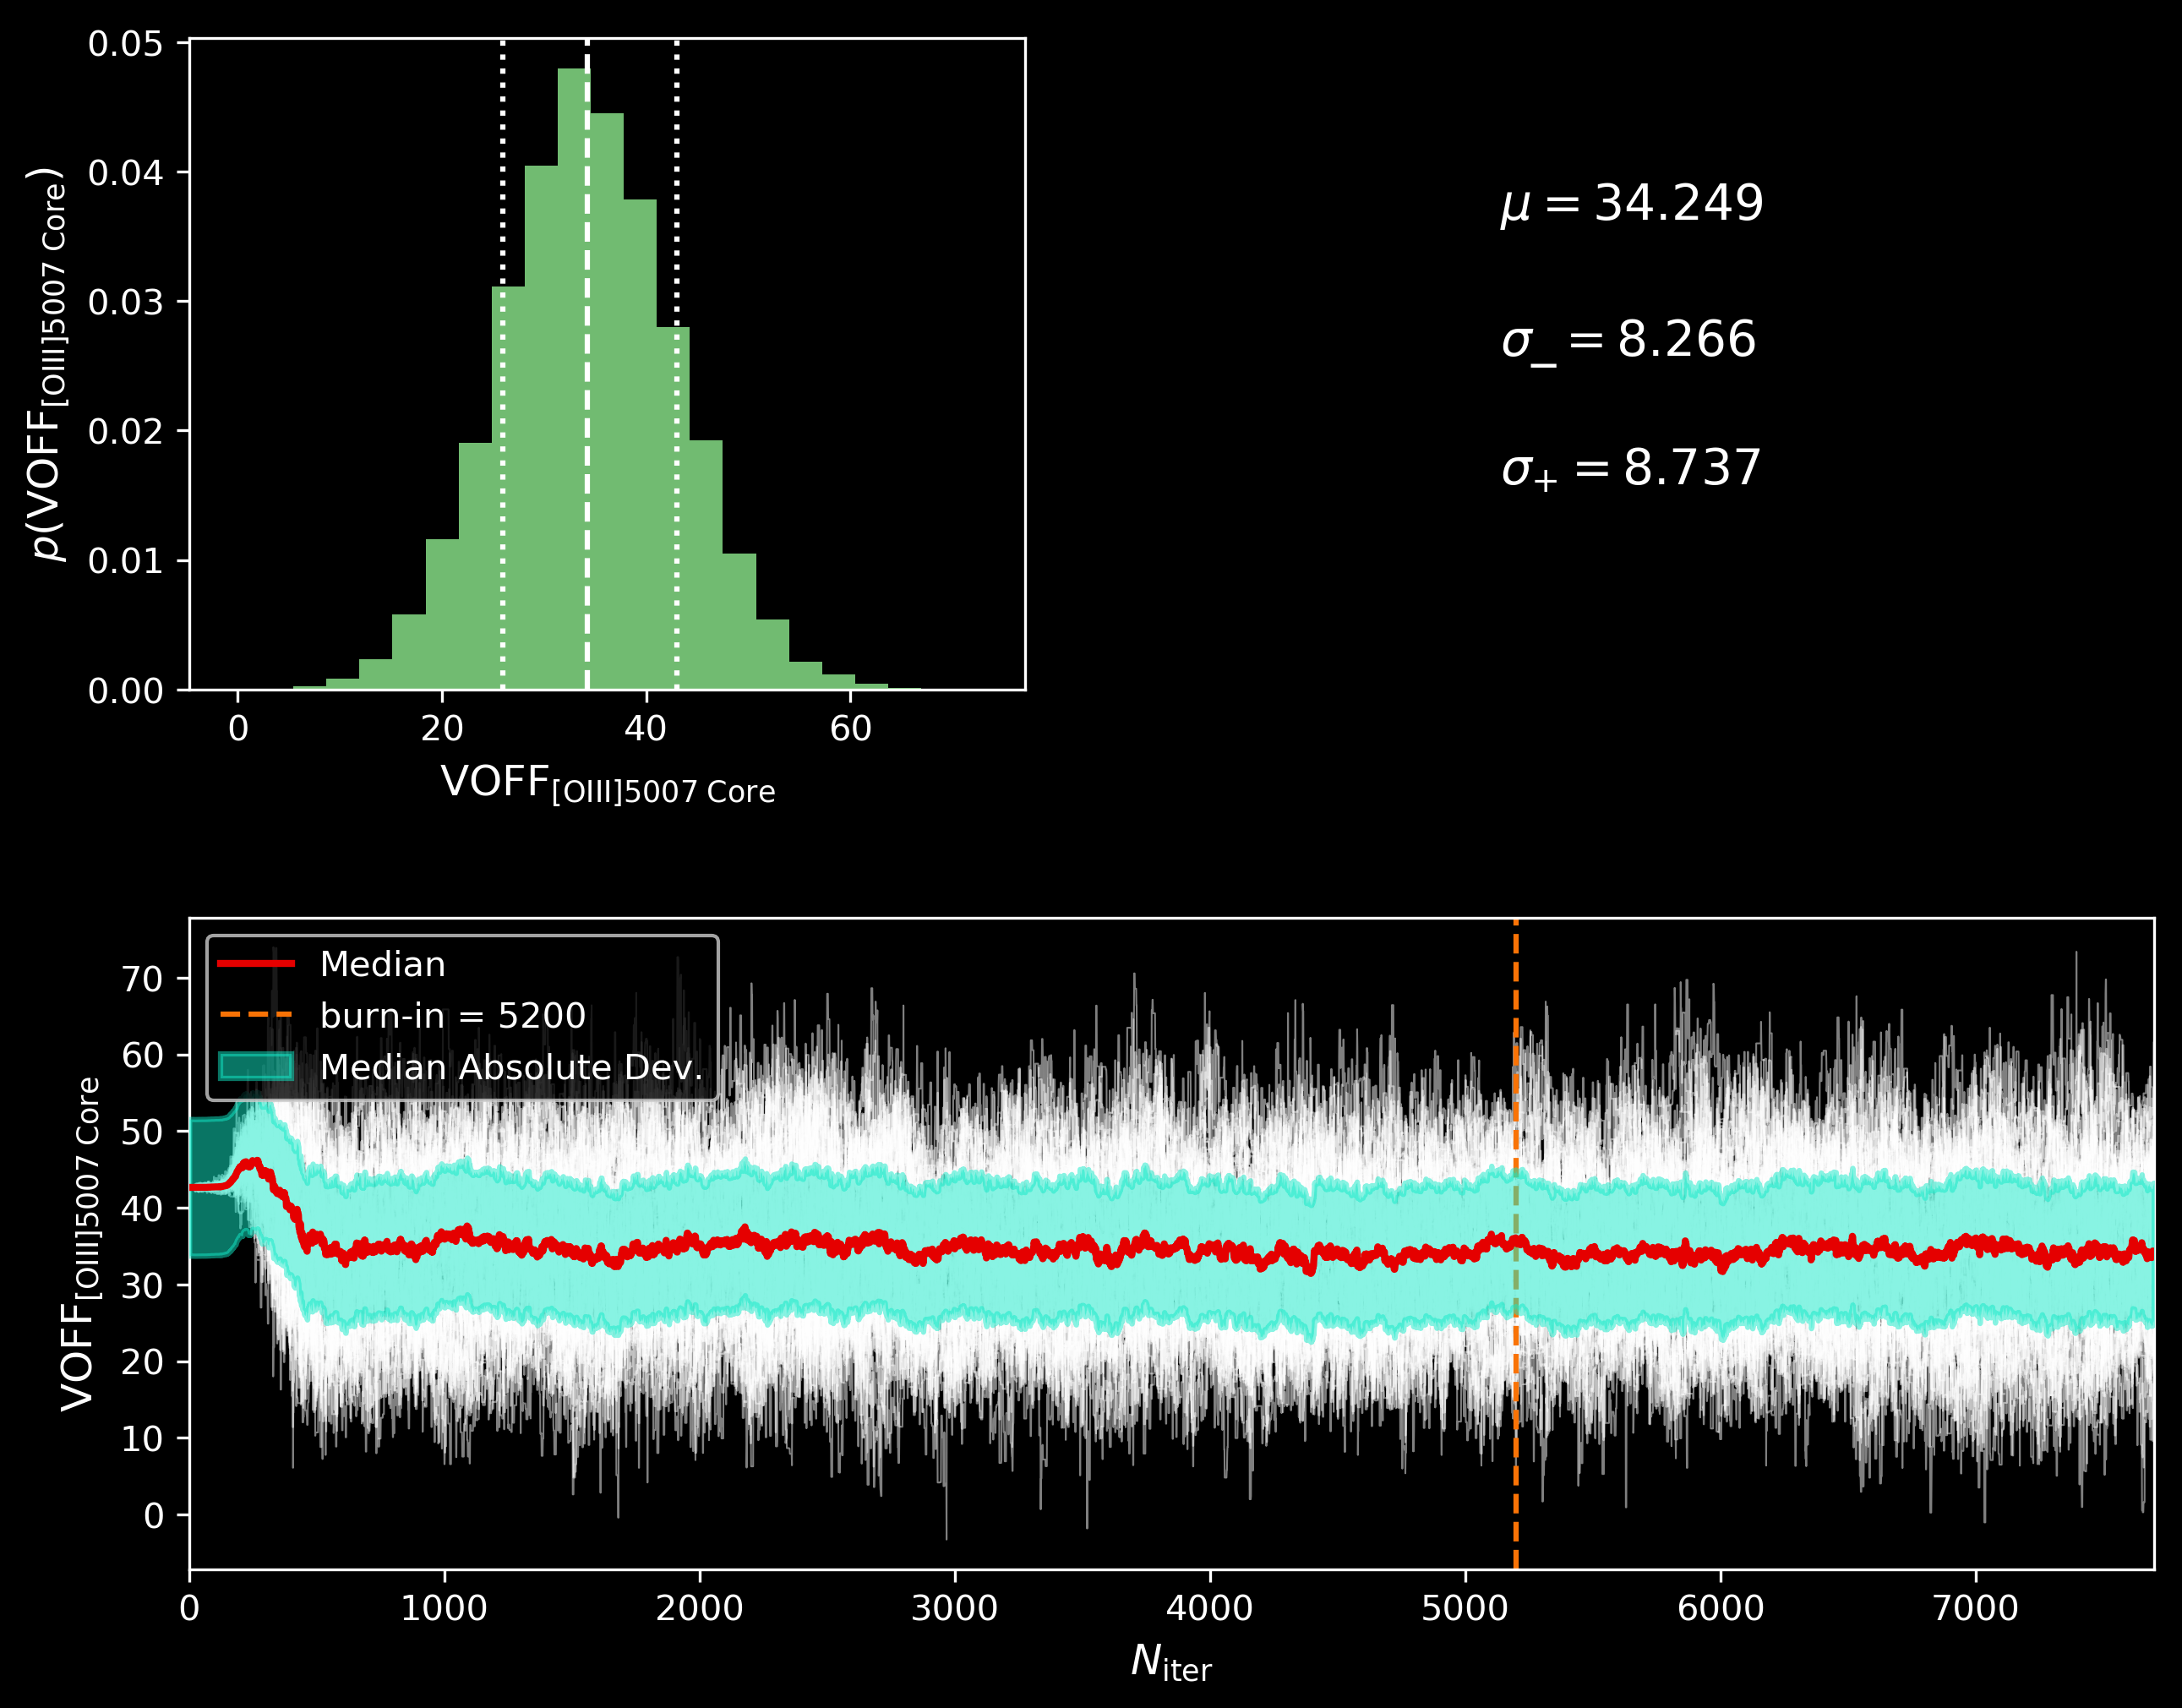 0.05
0.04
0.03
0.02
0.01
0.00
p(VOFF[OIII]5007 Core)
0 20 40 60
VOFF[OIII]5007 Core
μ = 34.249
σ− = 8.266
σ+ = 8.737
Median
burn-in = 5200
Median Absolute Dev.
70
60
50
40
30
20
10
0
VOFF[OIII]5007 Core
0 1000 2000 3000 4000 5000 6000 7000
Niter